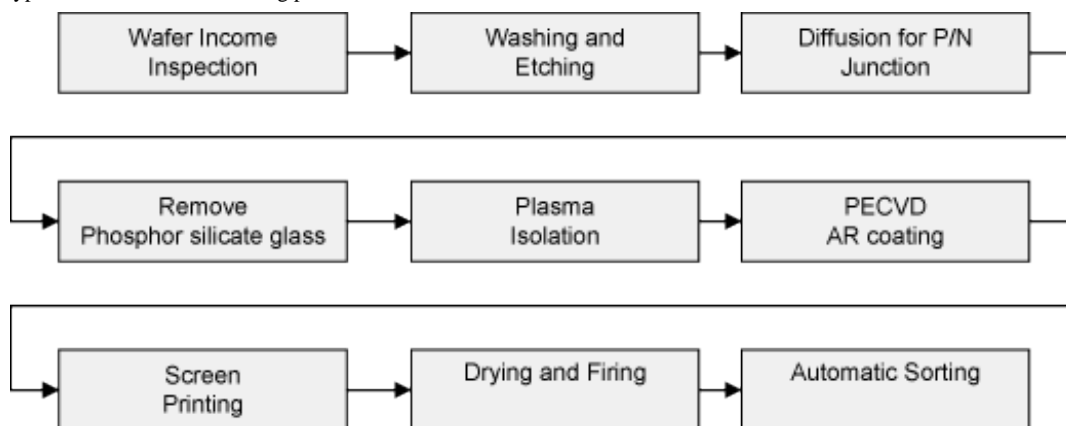 Wafer Income
Inspection
Washing and
Etching
Diffusion for P/N
Junction
Remove
Phosphor silicate glass
Plasma
Isolation
PECVD
AR coating
Screen
Printing
Drying and Firing
Automatic Sorting